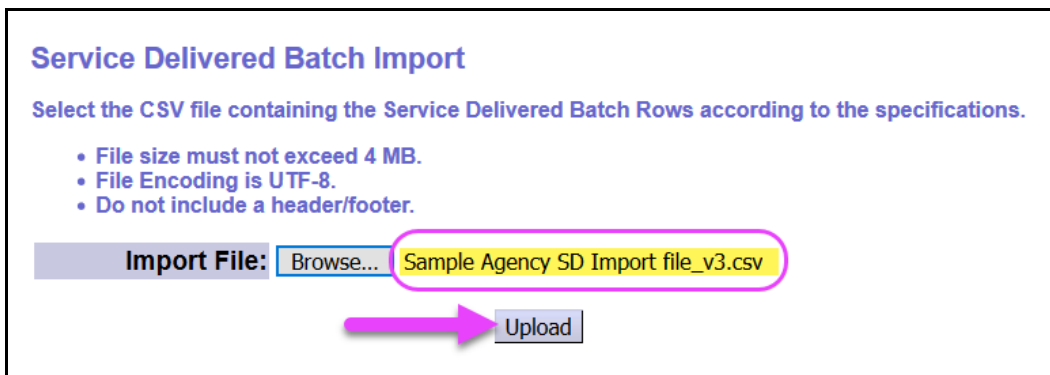 Service Delivered Batch Import
Select the CSV file containing the Service Delivered Batch Rows according to the specifications.
• File size must not exceed 4 MB.
• File Encoding is UTF-8.
• Do not include a header/footer.
Import File: Browse... Sample Agency SD Import file_v3.csv
Upload